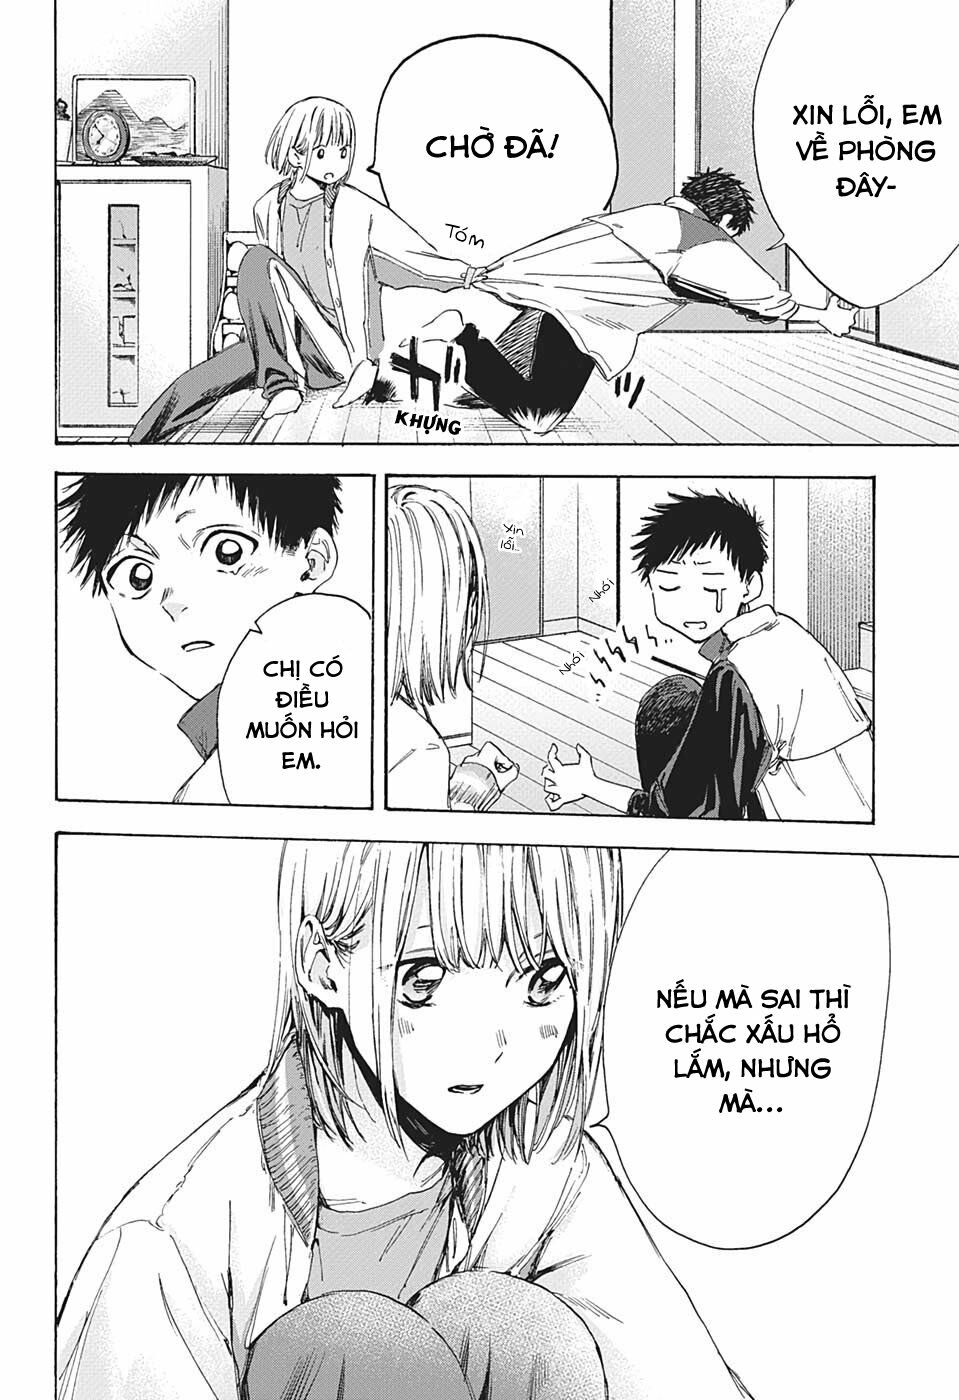 XIN LỖI, EM
VỀ PHÒNG
ĐÂY-
CHỜ ĐÃ!
Tóm
KHỰNG
Xin
lỗi..
Nhói
Nhói
CHỊ CÓ
ĐIỀU
MUỐN HỎI
EM.
NẾU MÀ SAI THÌ
CHẮC XẤU HỔ
LẮM, NHƯNG
MÀ...